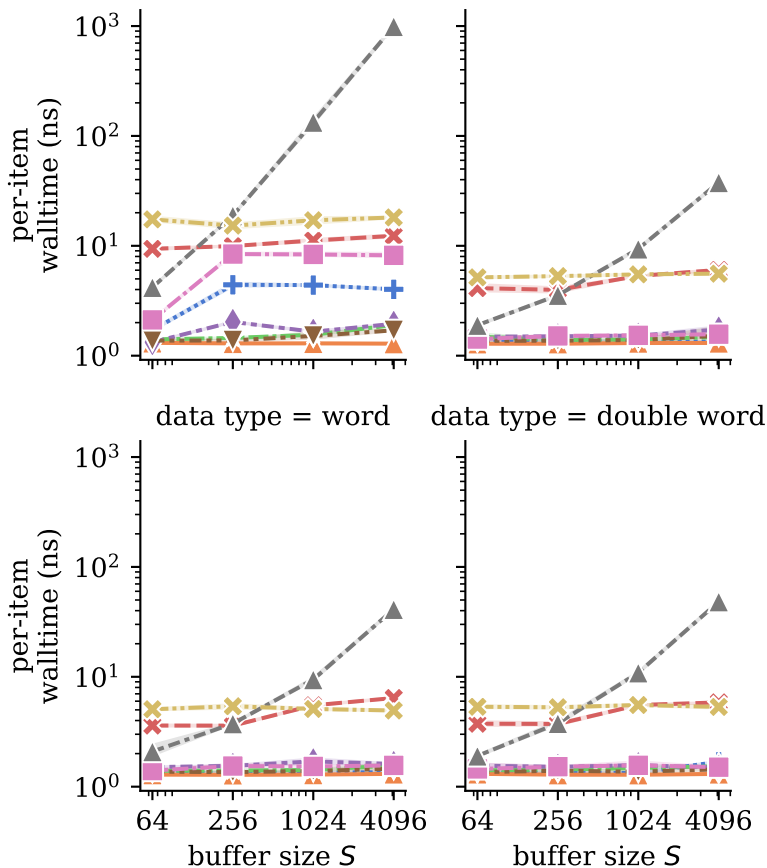 per-item
walltime (ns)
10³
10²
10¹
10⁰
data type = word
data type = double word
per-item
walltime (ns)
10³
10²
10¹
10⁰
64 256 1024 4096
64 256 1024 4096
buffer size S
buffer size S